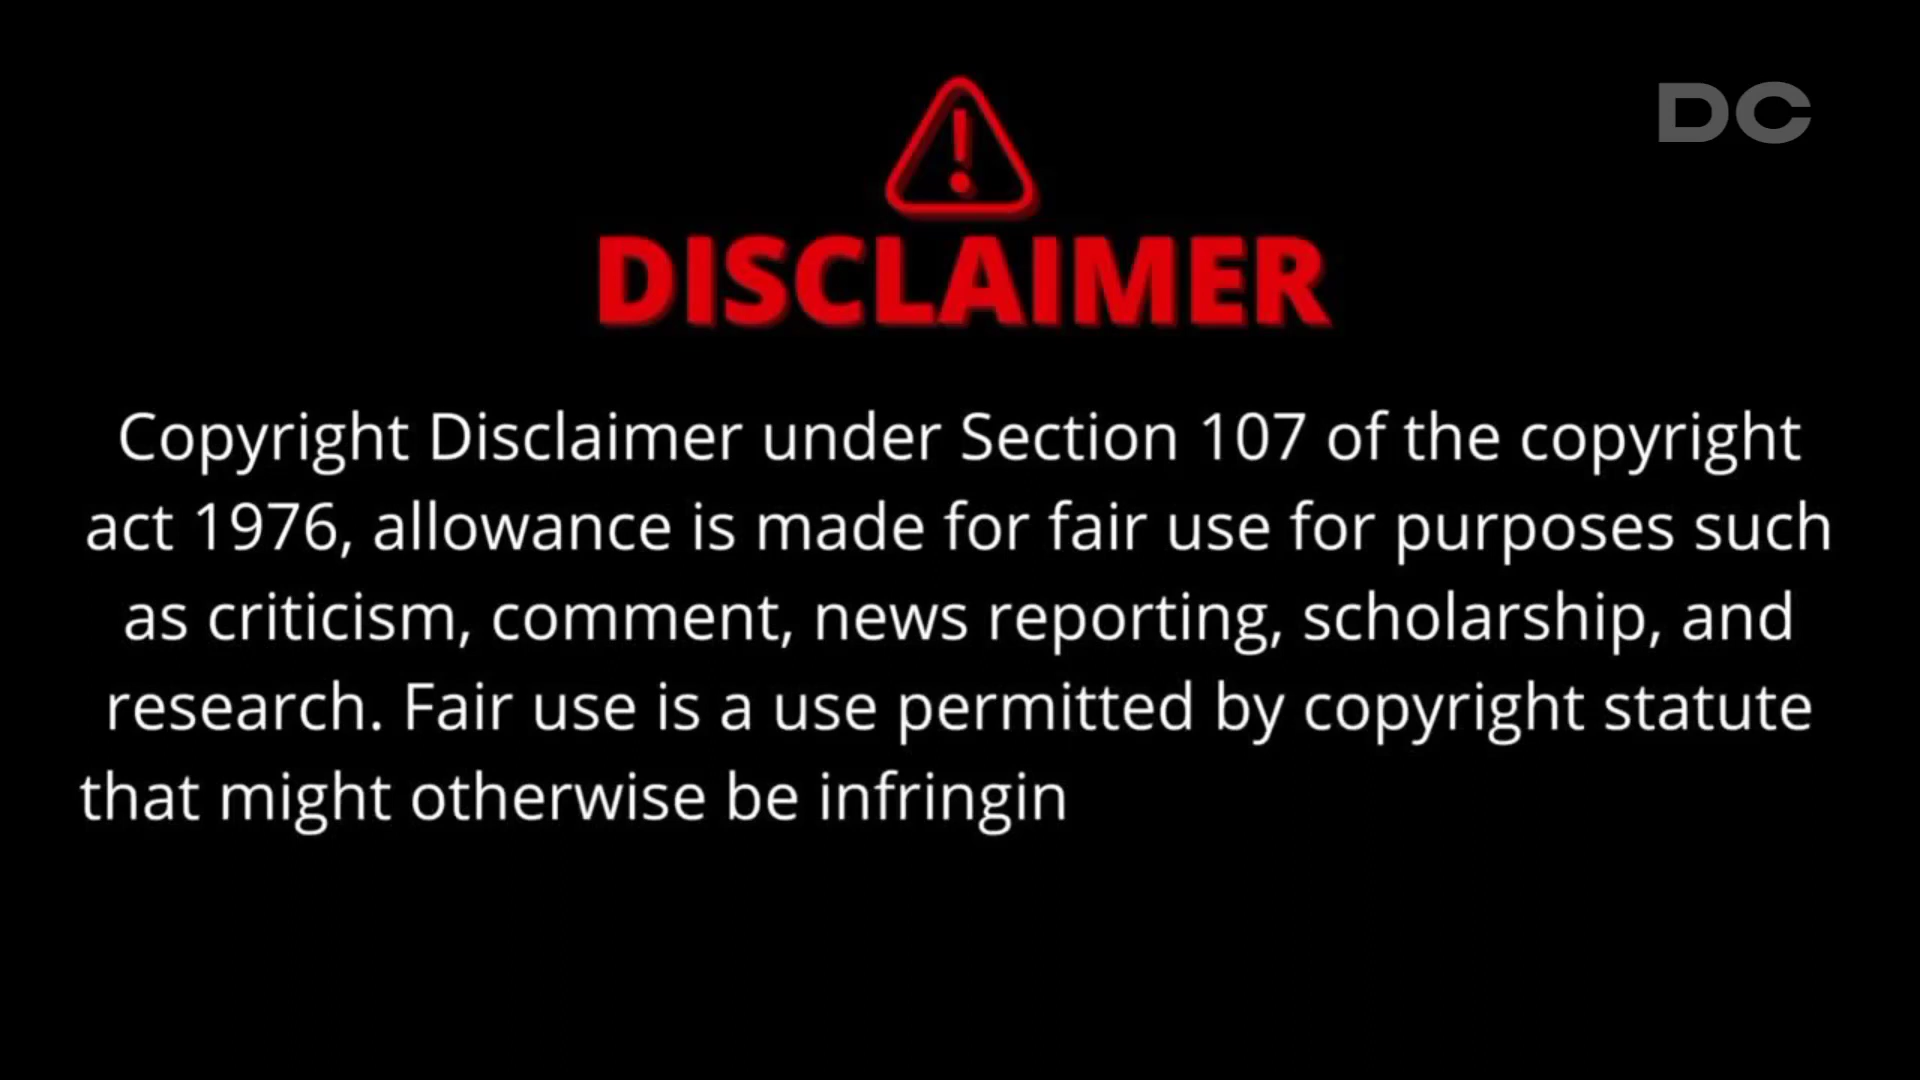 DC
DISCLAIMER
Copyright Disclaimer under Section 107 of the copyright
act 1976, allowance is made for fair use for purposes such
as criticism, comment, news reporting, scholarship, and
research. Fair use is a use permitted by copyright statute
that might otherwise be infringin